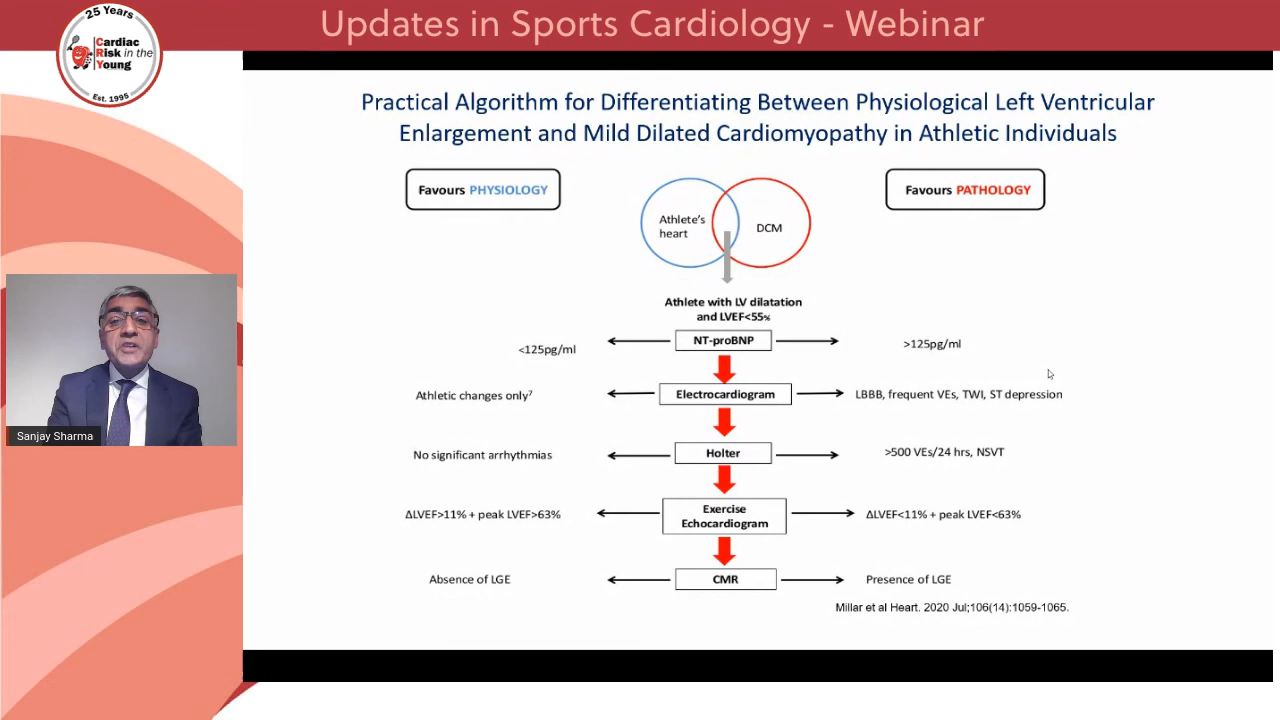 Updates in Sports Cardiology - Webinar
25 Years
Cardiac
Risk in the
Young
Est. 1995
Practical Algorithm for Differentiating Between Physiological Left Ventricular
Enlargement and Mild Dilated Cardiomyopathy in Athletic Individuals
Favours PHYSIOLOGY
Athlete's
heart
DCM
Favours PATHOLOGY
Athlete with LV dilatation
and LVEF<55%
<125pg/ml
NT-proBNP
>125pg/ml
Athletic changes only7
Electrocardiogram
LBBB, frequent VEs, TWI, ST depression
No significant arrhythmias
Holter
>500 VEs/24 hrs, NSVT
ΔLVEF>11% + peak LVEF>63%
Exercise
Echocardiogram
ΔLVEF<11% + peak LVEF<63%
Absence of LGE
CMR
Presence of LGE
Millar et al Heart. 2020 Jul;106(14):1059-1065.
Sanjay Sharma